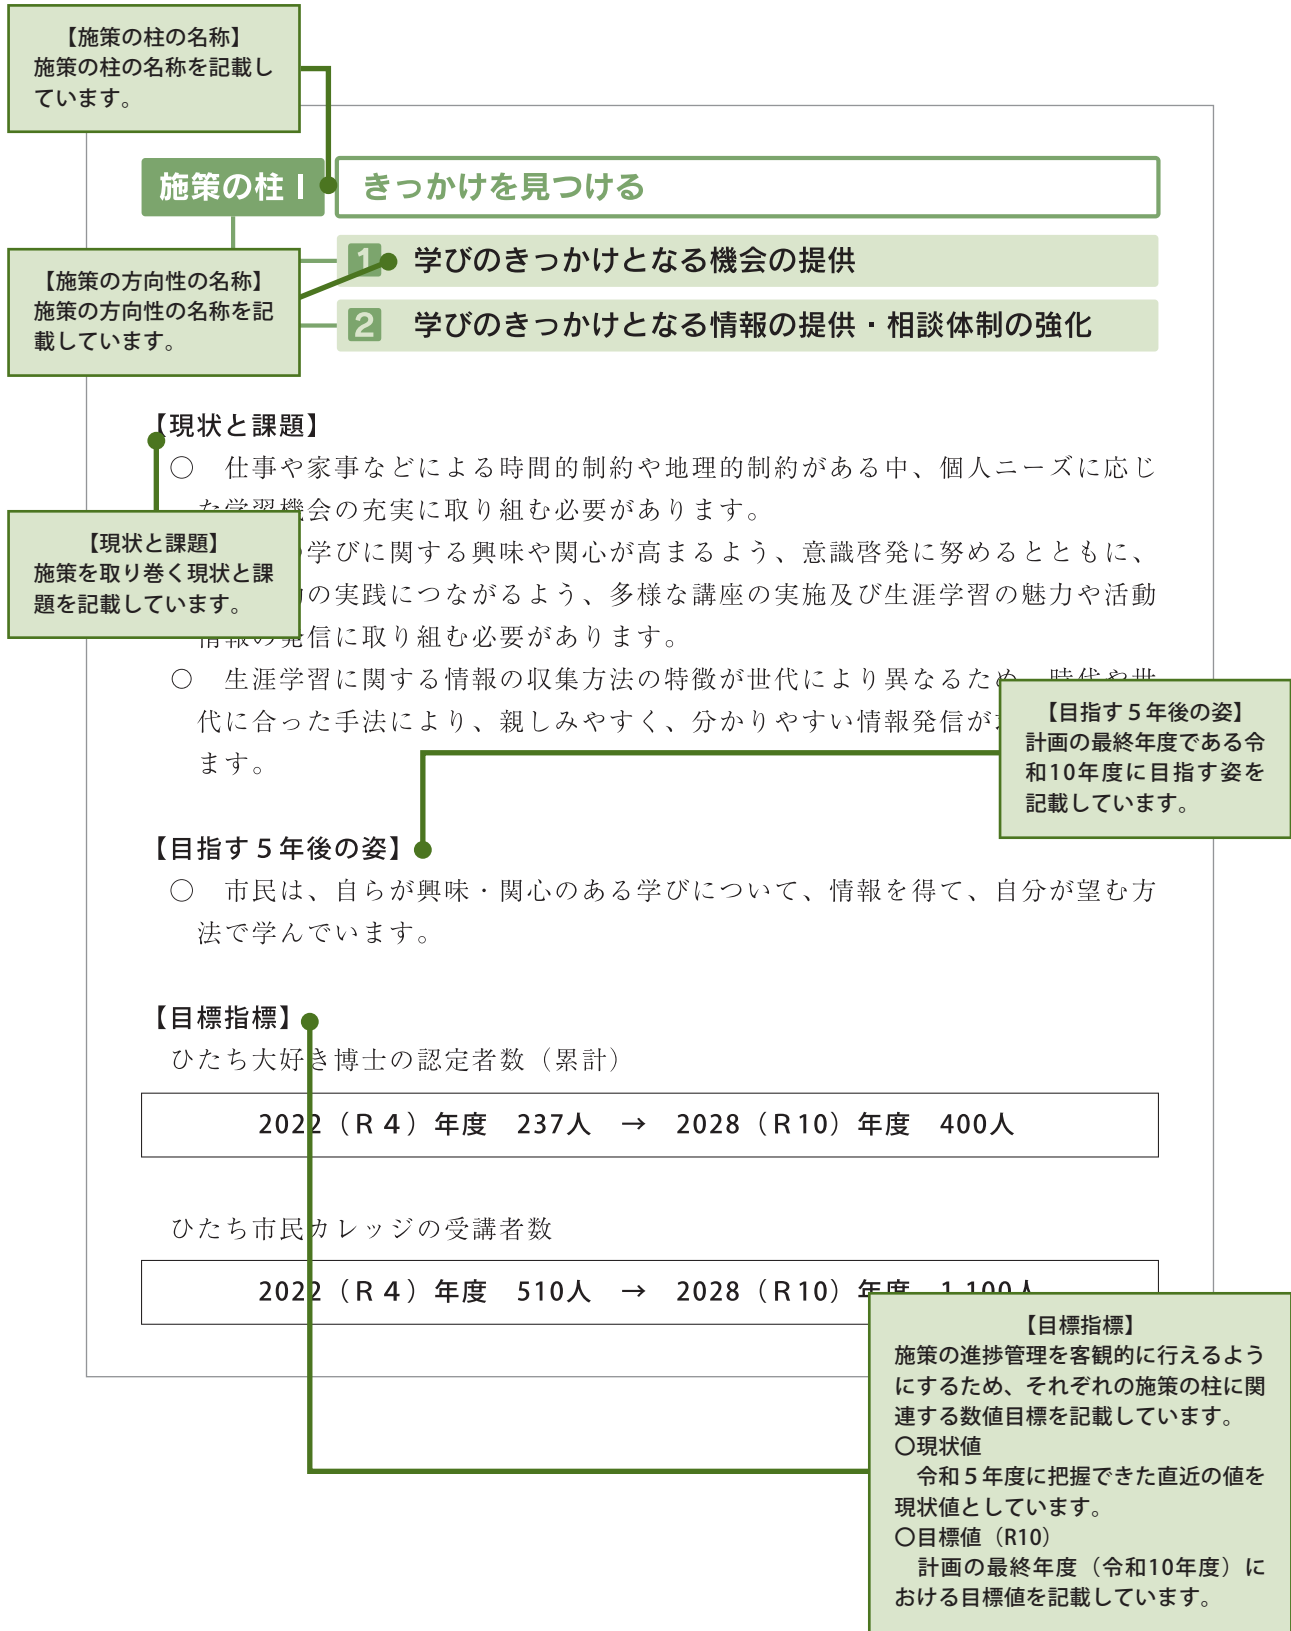 【施策の柱の名称】
施策の柱の名称を記載し
ています。
施策の柱Ⅰ
きっかけを見つける
【施策の方向性の名称】
施策の方向性の名称を記
載しています。
1 学びのきっかけとなる機会の提供
2 学びのきっかけとなる情報の提供・相談体制の強化
【現状と課題】
○ 仕事や家事などによる時間的制約や地理的制約がある中、個人ニーズに応じ
た学習機会の充実に取り組む必要があります。
学びに関する興味や関心が高まるよう、意識啓発に努めるとともに、
の実践につながるよう、多様な講座の実施及び生涯学習の魅力や活動
情報の発信に取り組む必要があります。
【現状と課題】
施策を取り巻く現状と課
題を記載しています。
○ 生涯学習に関する情報の収集方法の特徴が世代により異なるため、時代や世
代に合った手法により、親しみやすく、分かりやすい情報発信が
ます。
【目指す5年後の姿】
計画の最終年度である令
和10年度に目指す姿を
記載しています。
【目指す5年後の姿】
○ 市民は、自らが興味・関心のある学びについて、情報を得て、自分が望む方
法で学んでいます。
【目標指標】
ひたち大好き博士の認定者数（累計）
2022（R4）年度 237人 → 2028（R10）年度 400人
ひたち市民カレッジの受講者数
2022（R4）年度 510人 → 2028（R10）年度 1,100人
【目標指標】
施策の進捗管理を客観的に行えるよう
にするため、それぞれの施策の柱に関
連する数値目標を記載しています。
〇現状値
令和5年度に把握できた直近の値を
現状値としています。
〇目標値（R10）
計画の最終年度（令和10年度）に
おける目標値を記載しています。